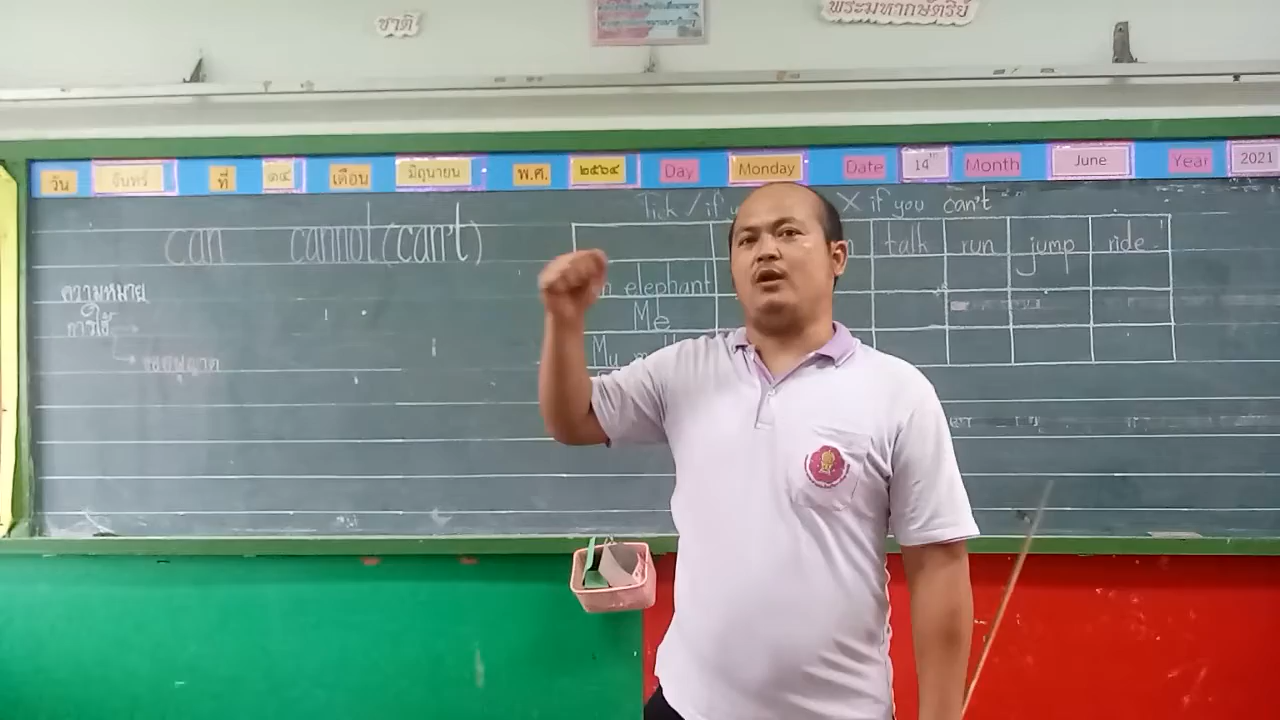 ชาติ
พระมหากษัตริย์
วัน จันทร์ ที่ ๑๔ เดือน มิถุนายน พ.ศ. ๒๕๖๔ Day Monday Date 14th Month June Year 2021
Tick / if y X if you can't
can cannot (can't)
talk run jump ride
ความหมาย
elephant
การใช้
Me
My